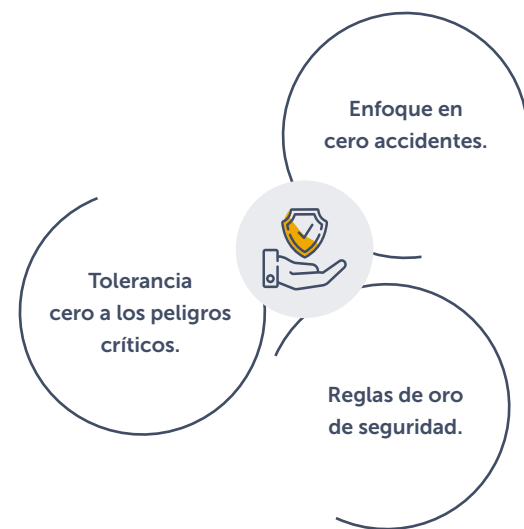 Enfoque en
cero accidentes.
Tolerancia
cero a los peligros
críticos.
Reglas de oro
de seguridad.